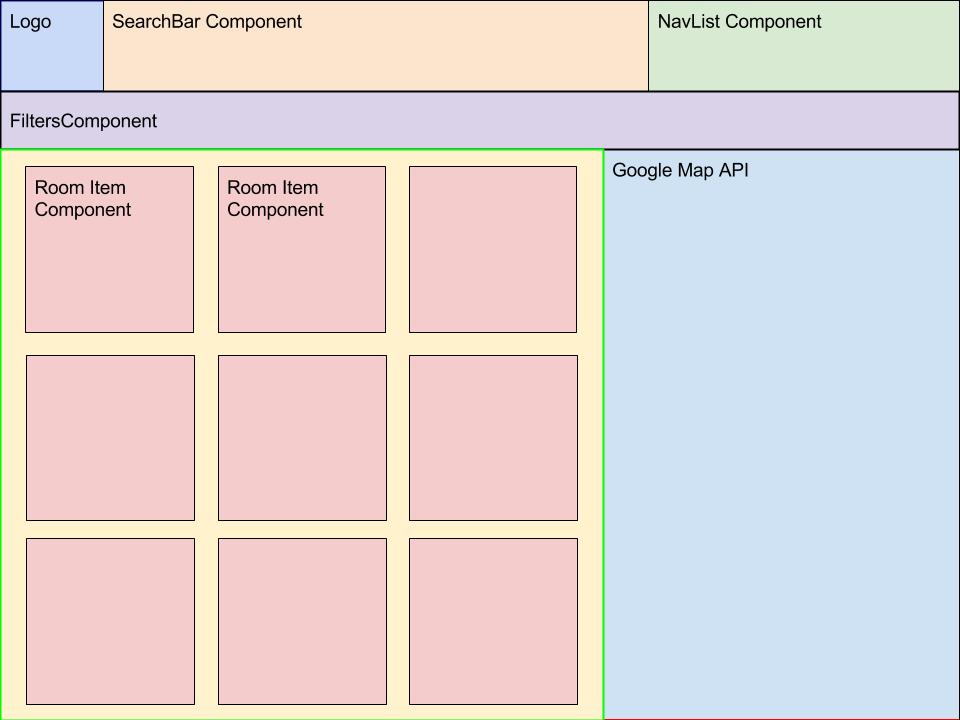 Logo
SearchBar Component
NavList Component
FiltersComponent
Room Item
Component
Room Item
Component
Google Map API